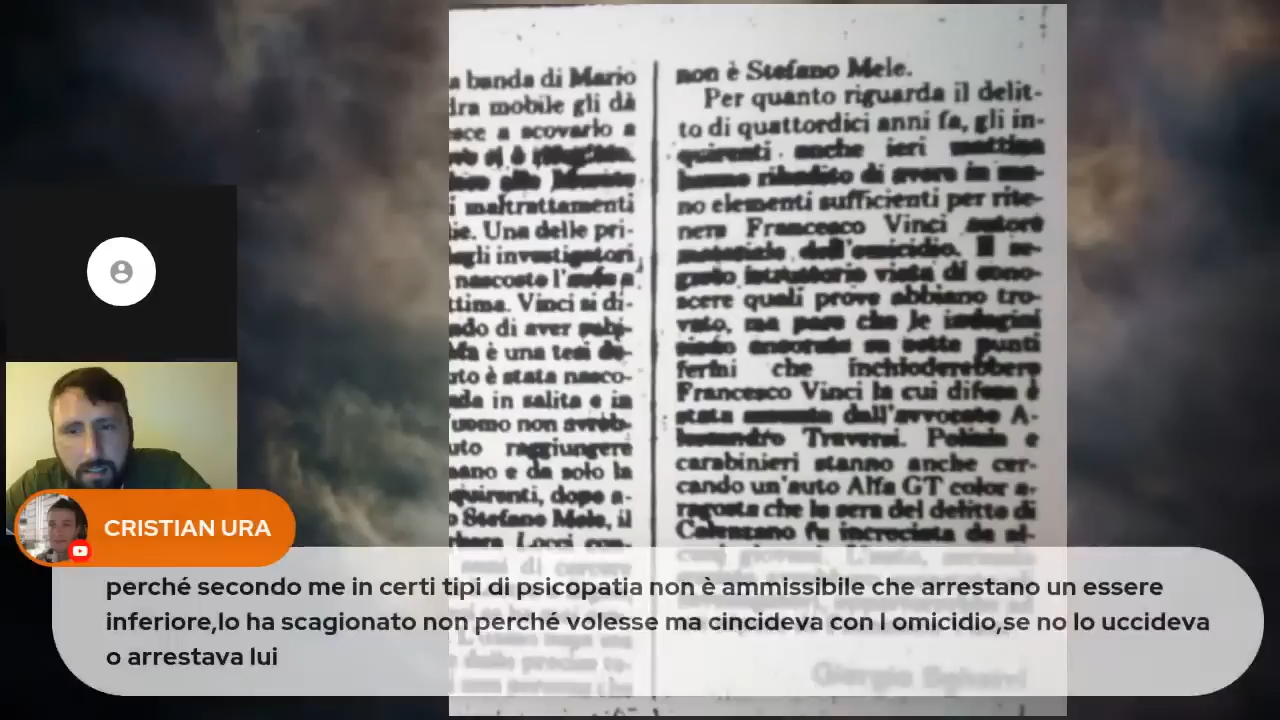 a banda di Mario
dra mobile gli dà
sce a scovarlo a
i maltrattamenti
ie. Una delle pri-
egli investigatori
nascosto l'auto a
ttima. Vinci si di-
ndo di aver subi-
è una tesi
uto è stata nasco-
ada in salita e in
'uomo non avreb-
uto raggiungere
mano e da solo la
quirenti, dopo a-
Stefano Mele, il
Locci con-
non è Stefano Mele.
Per quanto riguarda il delit-
to di quattordici anni fa, gli in-
quirenti anche ieri mattina
hanno ribadito di avere in ma-
no elementi sufficienti per rite-
nere Francesco Vinci autore
materiale dell'omicidio. Il se-
greto istruttorio vieta di cono-
scere quali prove abbiano tro-
vato, ma pare che le indagini
siano ancorate su sette punti
fermi che inchioderebbero
Francesco Vinci la cui difesa è
stata assunta dall'avvocato A-
lessandro Traversi. Polizia e
carabinieri stanno anche cer-
cando un'auto Alfa GT color a-
ragosta che la sera del delitto di
Calenzano fu incrociata da al-
CRISTIAN URA
perché secondo me in certi tipi di psicopatia non è ammissibile che arrestano un essere
inferiore,lo ha scagionato non perché volesse ma cincideva con l omicidio,se no lo uccideva
o arrestava lui